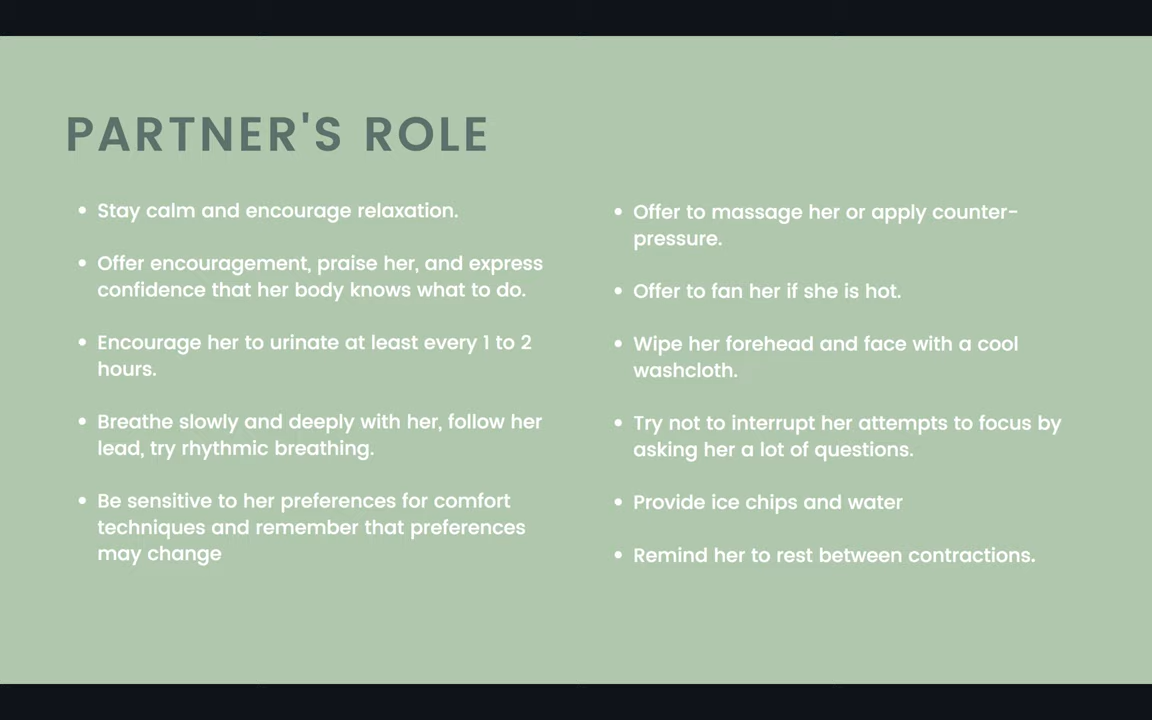 PARTNER'S ROLE
• Stay calm and encourage relaxation.
• Offer encouragement, praise her, and express
confidence that her body knows what to do.
• Encourage her to urinate at least every 1 to 2
hours.
• Breathe slowly and deeply with her, follow her
lead, try rhythmic breathing.
• Be sensitive to her preferences for comfort
techniques and remember that preferences
may change
• Offer to massage her or apply counter-
pressure.
• Offer to fan her if she is hot.
• Wipe her forehead and face with a cool
washcloth.
• Try not to interrupt her attempts to focus by
asking her a lot of questions.
• Provide ice chips and water
• Remind her to rest between contractions.